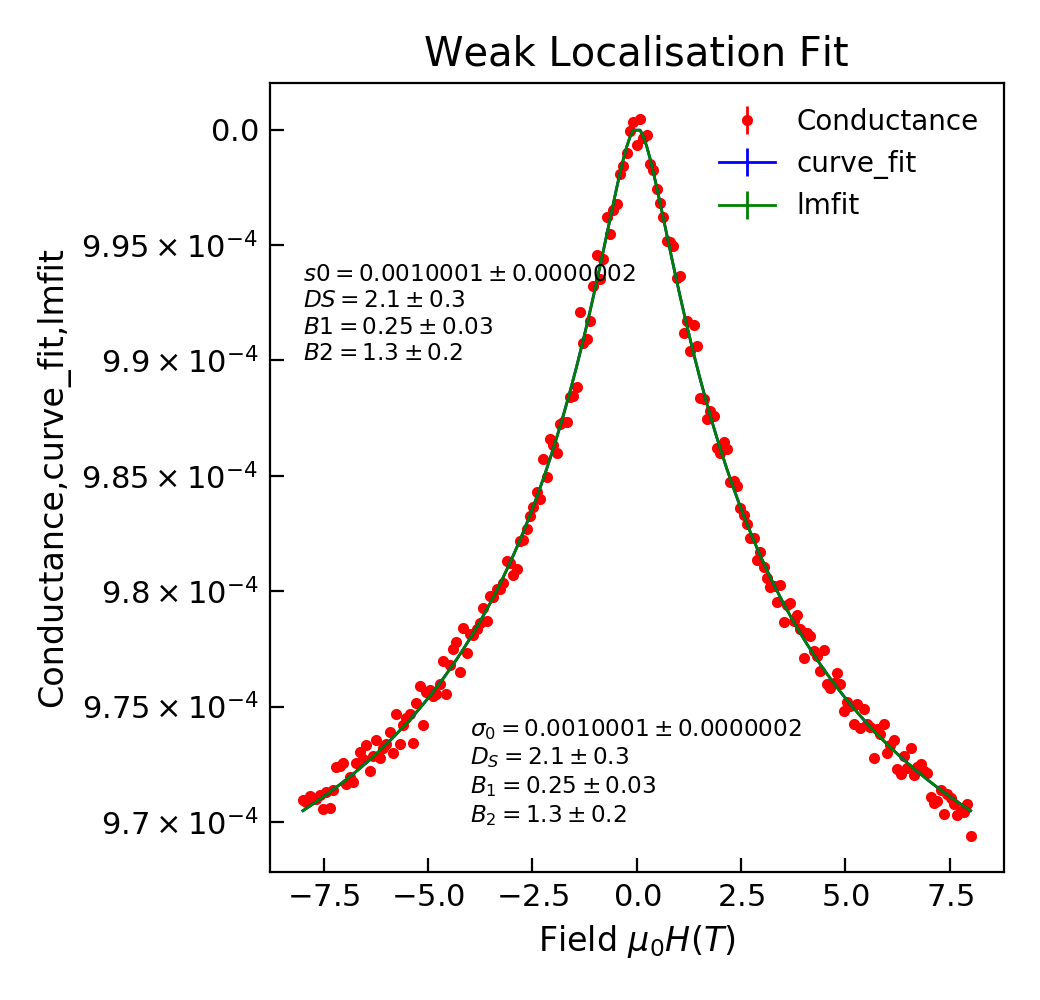 Weak Localisation Fit
Conductance
curve_fit
lmfit
0.0
9.95 × 10⁻⁴
9.9 × 10⁻⁴
9.85 × 10⁻⁴
9.8 × 10⁻⁴
9.75 × 10⁻⁴
9.7 × 10⁻⁴
Conductance,curve_fit,lmfit
s0 = 0.0010001 ± 0.0000002
DS = 2.1 ± 0.3
B1 = 0.25 ± 0.03
B2 = 1.3 ± 0.2
σ₀ = 0.0010001 ± 0.0000002
D_S = 2.1 ± 0.3
B₁ = 0.25 ± 0.03
B₂ = 1.3 ± 0.2
−7.5 −5.0 −2.5 0.0 2.5 5.0 7.5
Field μ₀H(T)